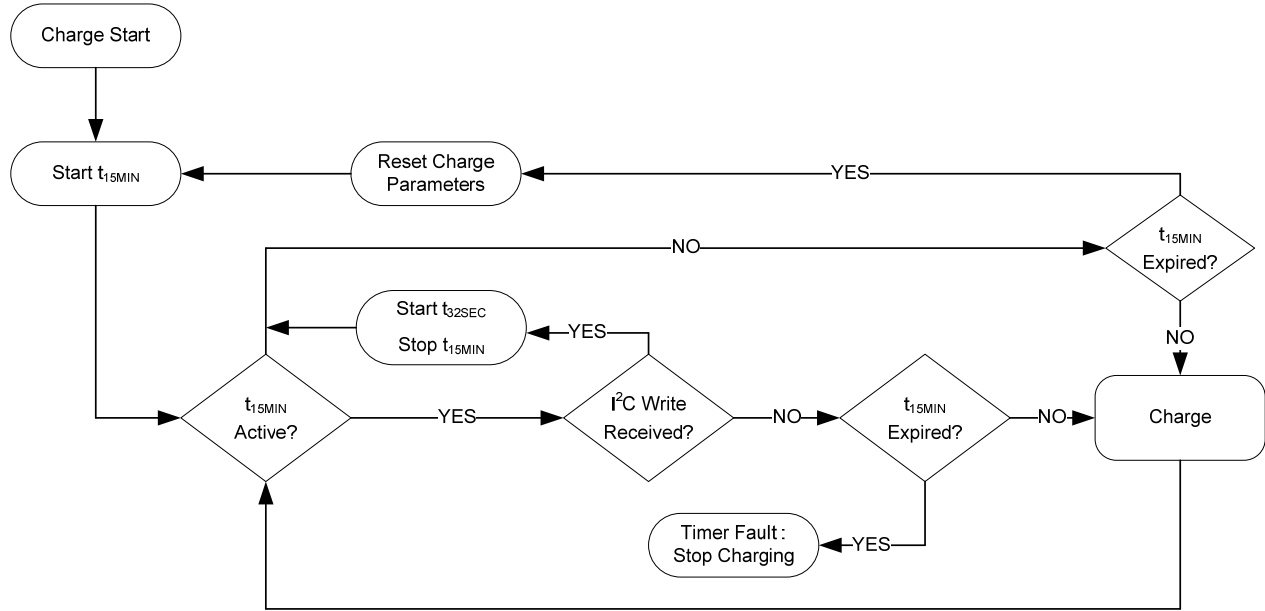 Charge Start
Start t15MIN
Reset Charge
Parameters
YES
t15MIN
Expired?
NO
Start t32SEC
Stop t15MIN
YES
NO
t15MIN
Active?
YES
I2C Write
Received?
NO
t15MIN
Expired?
NO
Charge
Timer Fault :
Stop Charging
YES